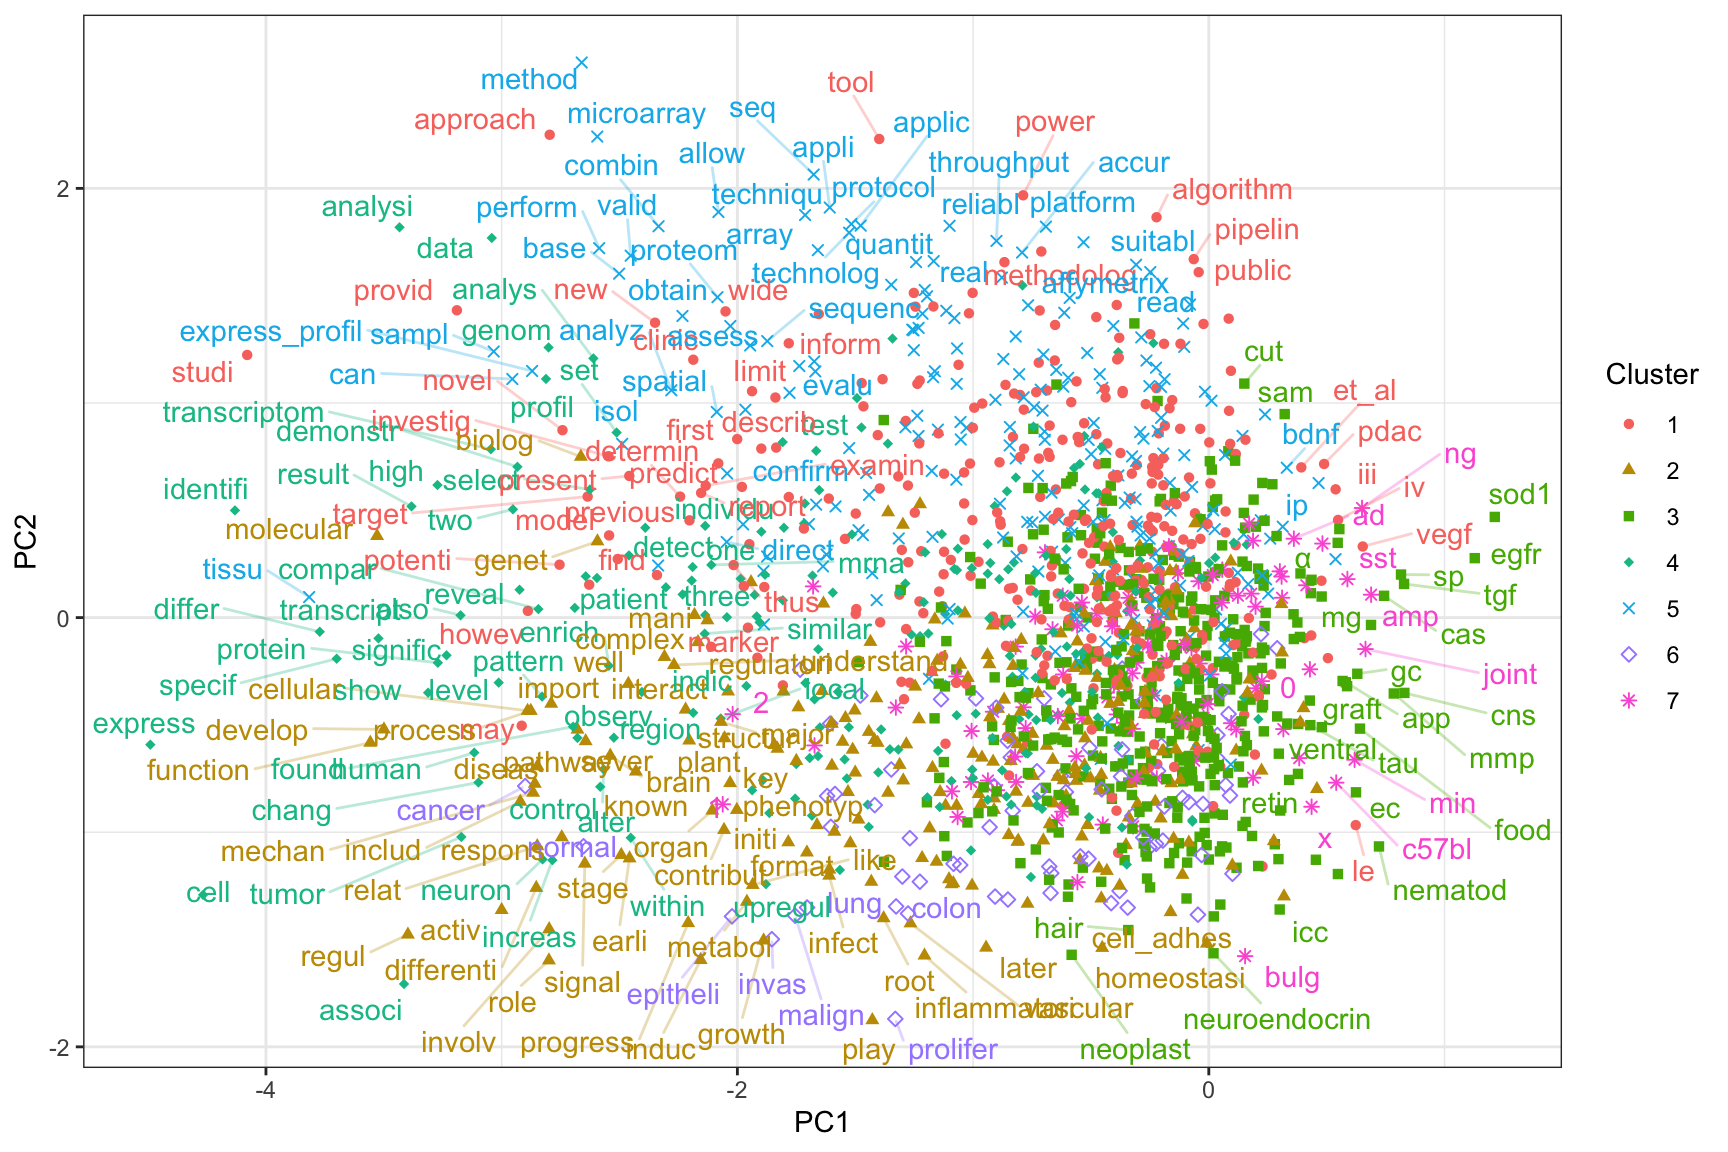 method
tool
microarray
seq
approach
applic
power
allow
appli
combin
throughput
accur
techniqu
protocol
algorithm
analysi
perform
valid
reliabl
platform
data
base
proteom
array
quantit
suitabl
pipelin
technolog
real
methodolog
public
provid
analys
new
obtain
wide
affymetrix
read
express_profil
sampl
genom
analyz
assess
sequenc
clinic
inform
cut
studi
can
novel
set
spatial
limit
evalu
sam
et_al
transcriptom
demonstr
investig
biolog
profil
isol
first
describ
test
bdnf
pdac
determin
result
high
select
present
predict
confirm
examin
iii
iv
ng
identifi
target
two
model
previous
individu
report
ip
ad
sod1
molecular
vegf
potenti
genet
find
detect
one
direct
mrna
α
sst
egfr
tissu
compar
sp
tgf
differ
transcript
also
reveal
patient
three
thus
mg
amp
cas
howev
enrich
mani
complex
marker
similar
protein
signific
pattern
well
regulatori
understand
gc
joint
specif
cellular
show
level
import
interact
indic
local
0
2
graft
app
cns
express
develop
process
may
observ
region
structur
major
ventral
tau
mmp
function
found
human
diseas
pathway
sever
plant
brain
key
chang
cancer
control
known
phenotyp
retin
ec
min
food
mechan
includ
respons
normal
alter
organ
initi
x
c57bl
cell
tumor
relat
neuron
stage
contribut
format
like
le
nematod
within
upregul
lung
colon
regul
activ
increas
earli
metabol
infect
hair
cell_adhes
icc
differenti
signal
epitheli
invas
root
later
homeostasi
bulg
associ
role
malign
inflammatori
vascular
neuroendocrin
involv
progress
induc
growth
play
prolifer
neoplast
2
0
-2
-4
-2
0
PC1
PC2
Cluster
1
2
3
4
5
6
7